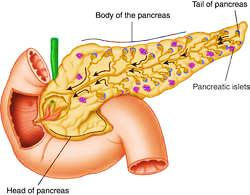 Tail of pancreas
Body of the pancreas
Pancreatic islets
Head of pancreas